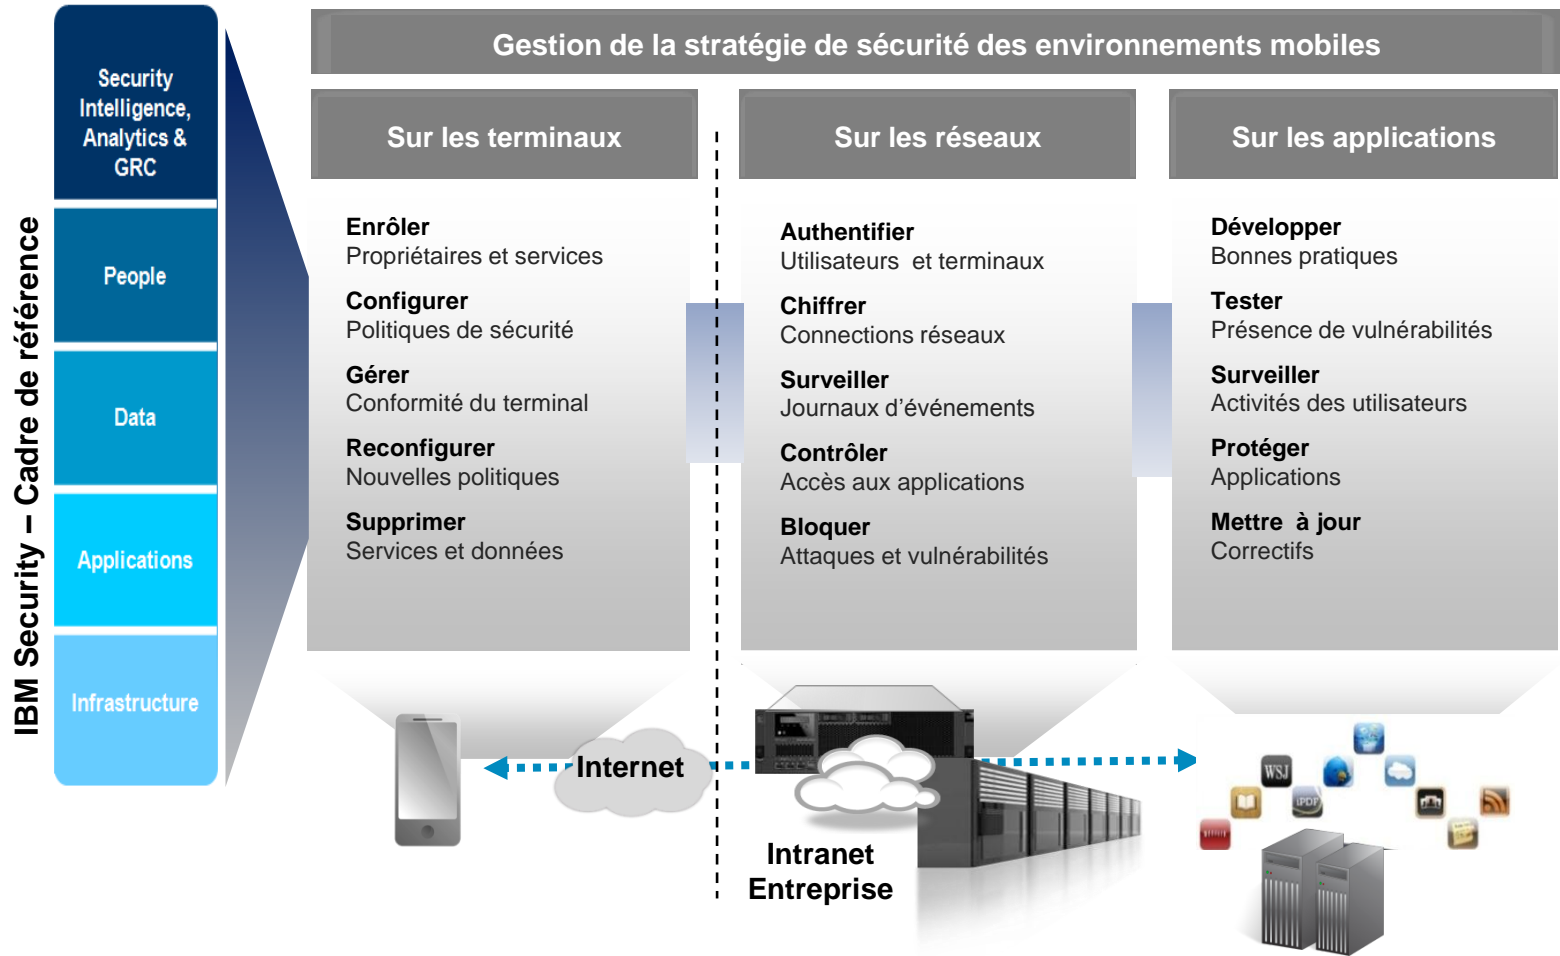 Gestion de la stratégie de sécurité des environnements mobiles
IBM Security – Cadre de référence
Security
Intelligence,
Analytics &
GRC
People
Data
Applications
Infrastructure
Sur les terminaux
Enrôler
Propriétaires et services
Configurer
Politiques de sécurité
Gérer
Conformité du terminal
Reconfigurer
Nouvelles politiques
Supprimer
Services et données
Sur les réseaux
Authentifier
Utilisateurs et terminaux
Chiffrer
Connections réseaux
Surveiller
Journaux d’événements
Contrôler
Accès aux applications
Bloquer
Attaques et vulnérabilités
Sur les applications
Développer
Bonnes pratiques
Tester
Présence de vulnérabilités
Surveiller
Activités des utilisateurs
Protéger
Applications
Mettre à jour
Correctifs
Internet
Intranet
Entreprise
WSJ
iPDF